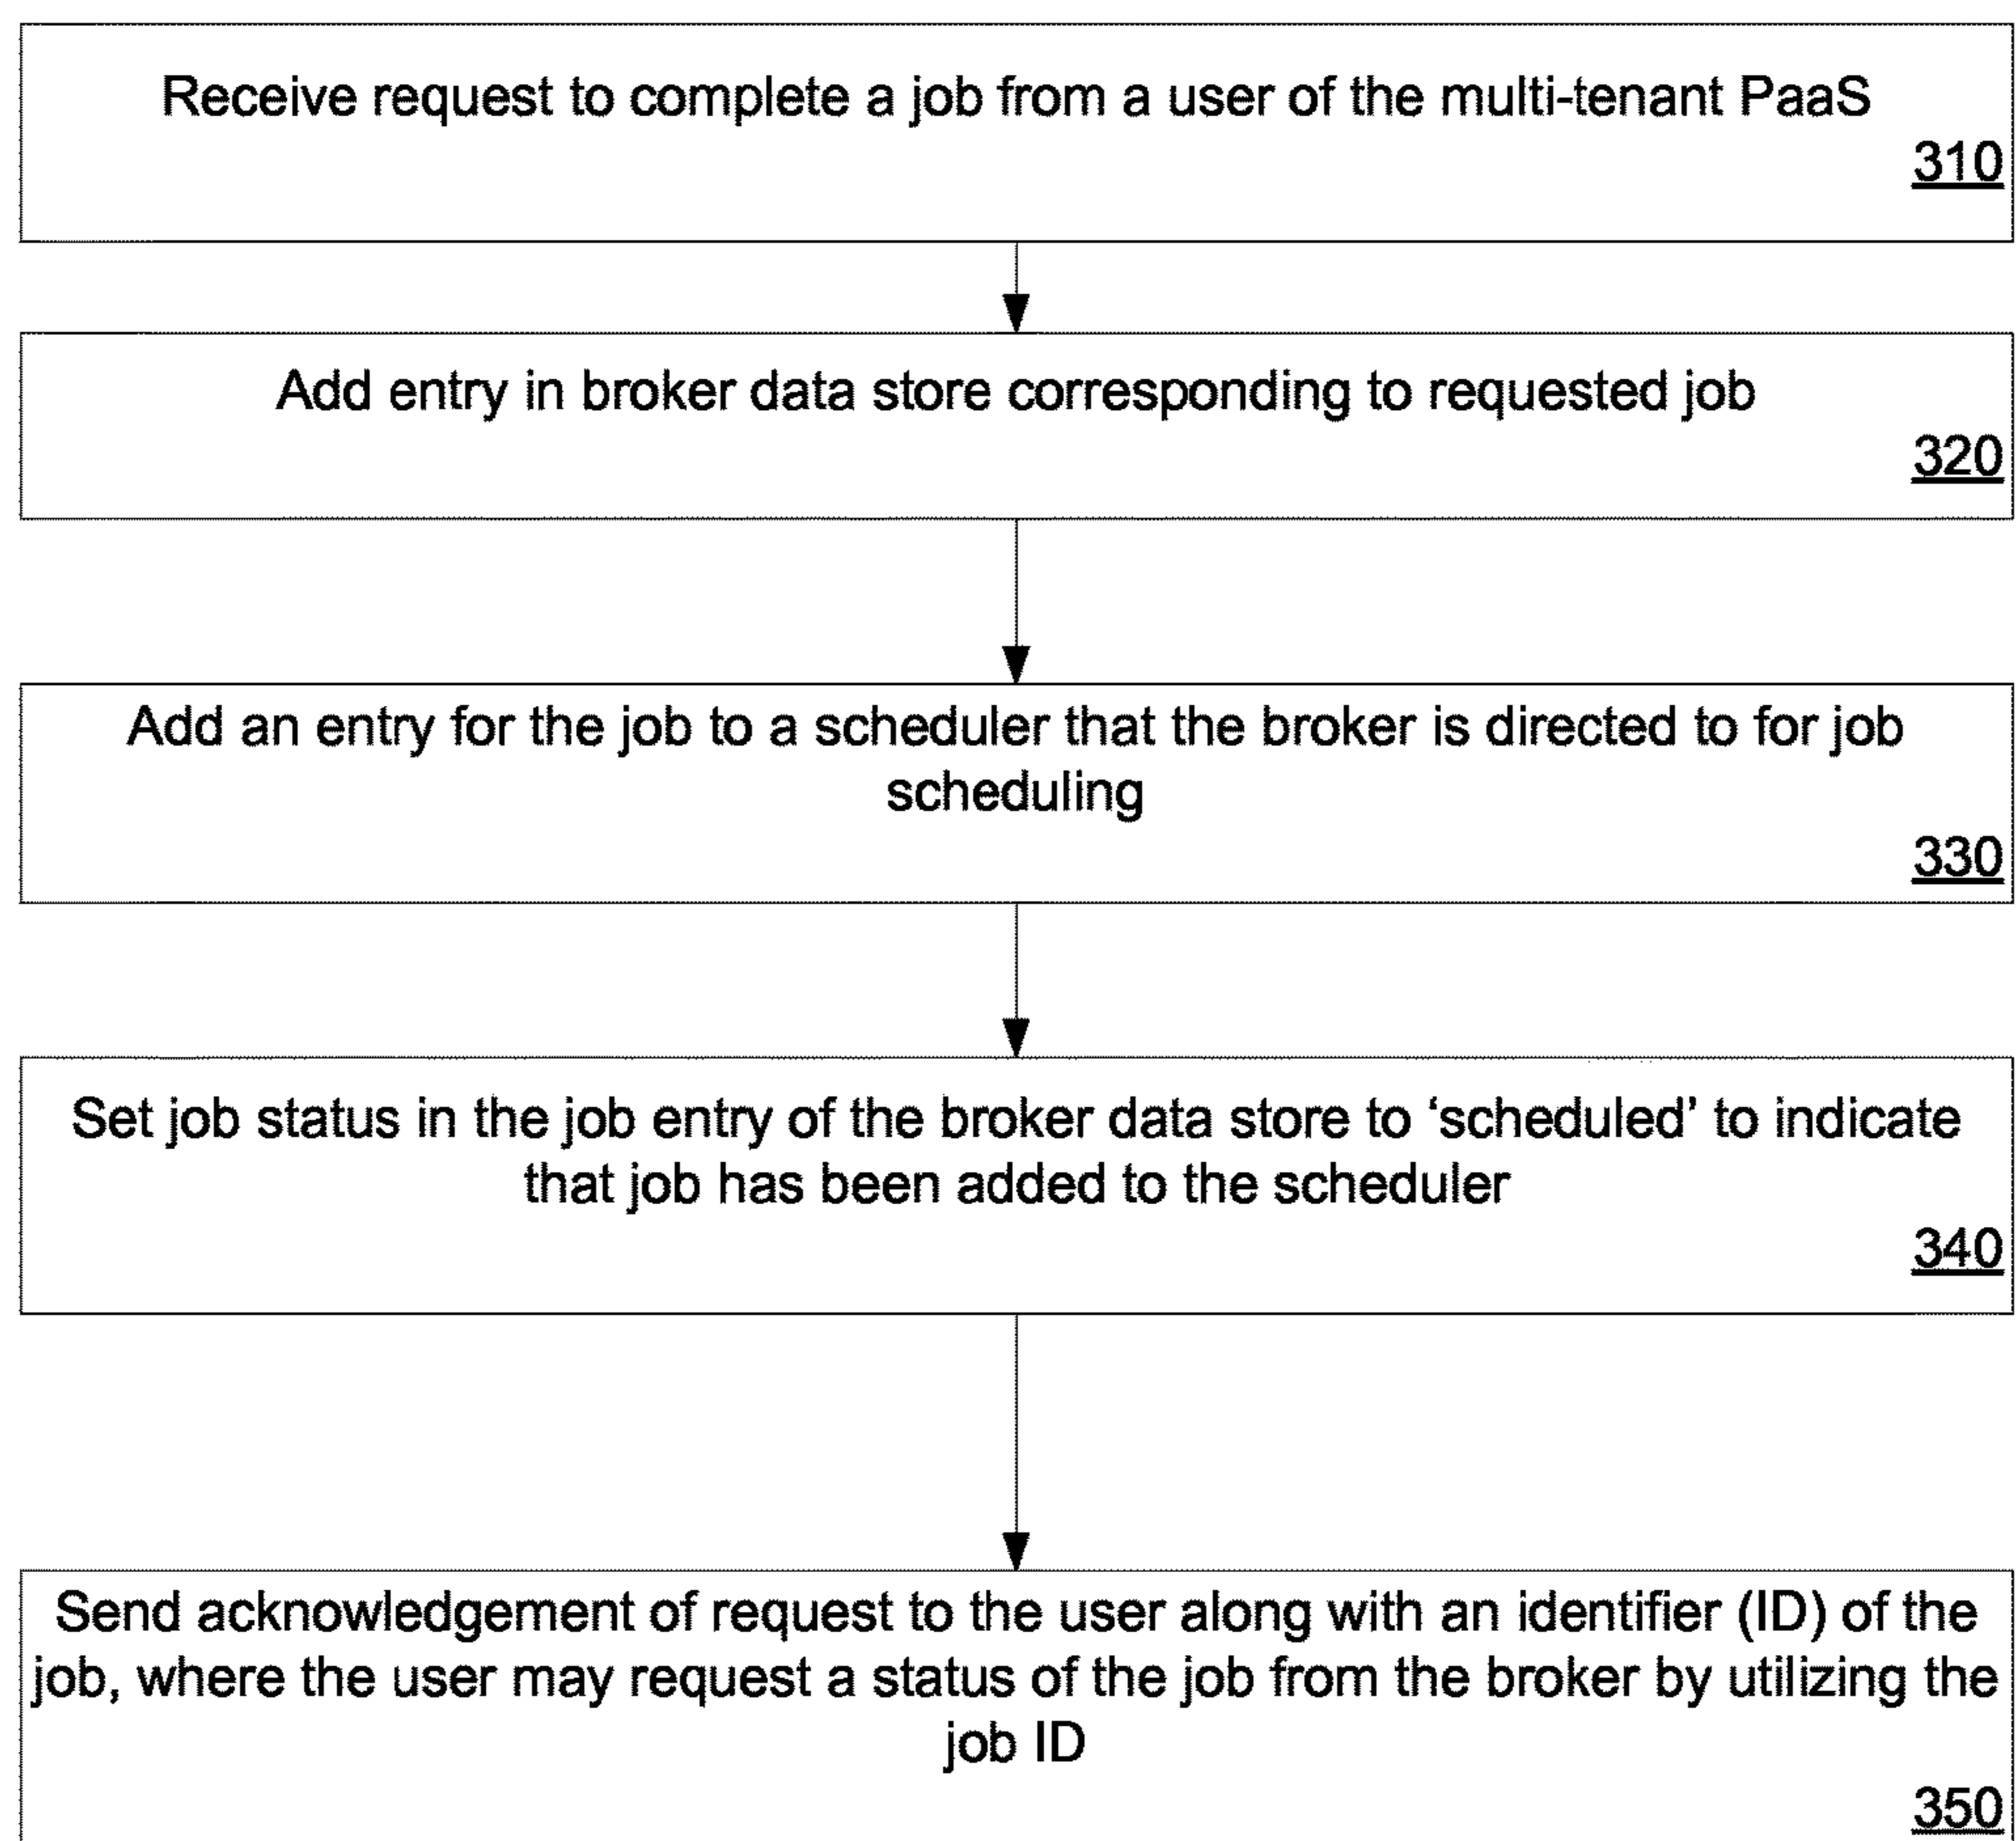 Receive request to complete a job from a user of the multi-tenant PaaS
310
Add entry in broker data store corresponding to requested job
320
Add an entry for the job to a scheduler that the broker is directed to for job
scheduling
330
Set job status in the job entry of the broker data store to ‘scheduled’ to indicate
that job has been added to the scheduler
340
Send acknowledgement of request to the user along with an identifier (ID) of the
job, where the user may request a status of the job from the broker by utilizing the
job ID
350